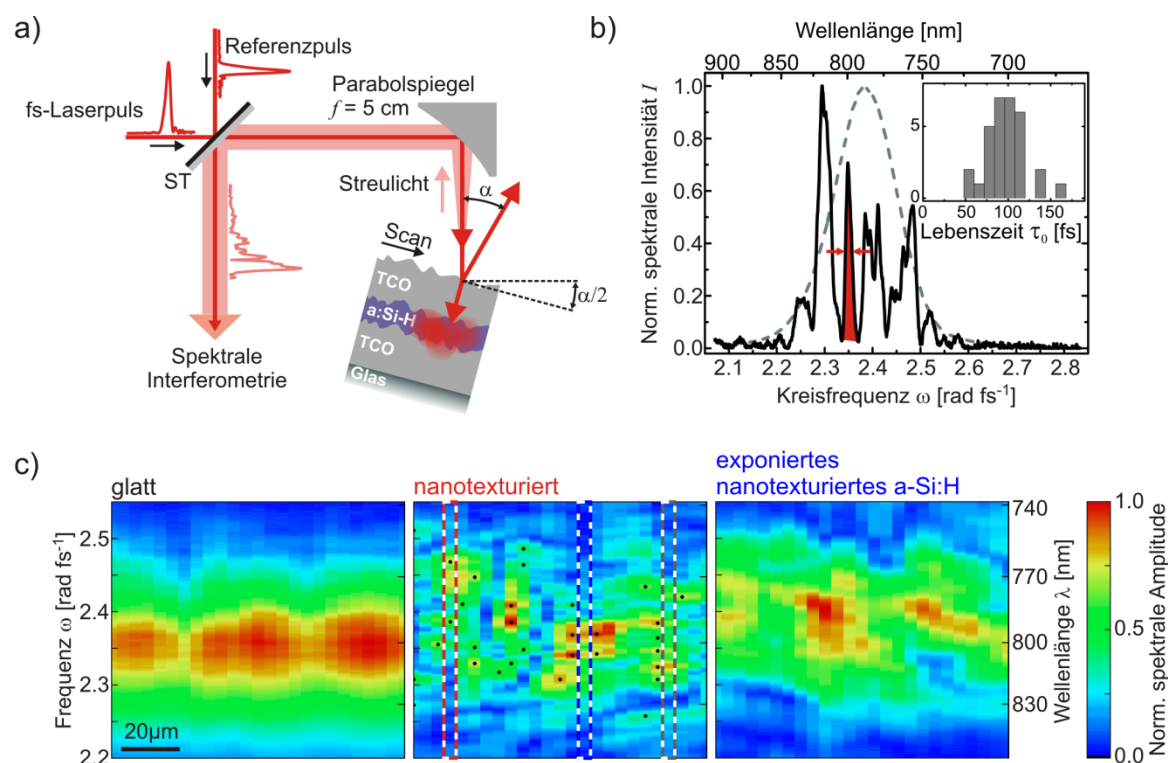 a)
Referenzpuls
fs-Laserpuls
ST
Parabolspiegel
f = 5 cm
Streulicht
α
Scan
TCO
a:Si-H
TCO
Glas
α/2
Spektrale
Interferometrie
b)
Wellenlänge [nm]
900 850 800 750 700
Norm. spektrale Intensität I
1.0
0.8
0.6
0.4
0.2
0.0
2.1 2.2 2.3 2.4 2.5 2.6 2.7 2.8
Kreisfrequenz ω [rad fs⁻¹]
5
0
0 50 100 150
Lebenszeit τ₀ [fs]
c)
glatt
nanotexturiert
exponiertes
nanotexturiertes a-Si:H
Frequenz ω [rad fs⁻¹]
2.5
2.4
2.3
2.2
20µm
740
770
800
830
Wellenlänge λ [nm]
1.0
0.5
0.0
Norm. spektrale Amplitude